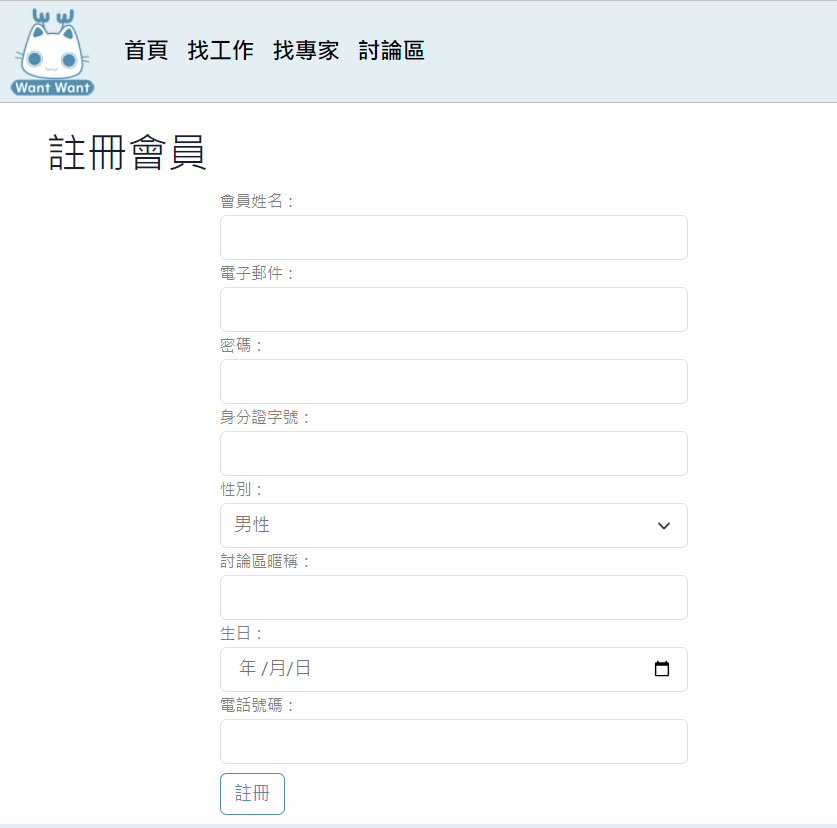 Want Want
首頁 找工作 找專家 討論區
註冊會員
會員姓名：
電子郵件：
密碼：
身分證字號：
性別：
男性
討論區暱稱：
生日：
年 /月/日
電話號碼：
註冊